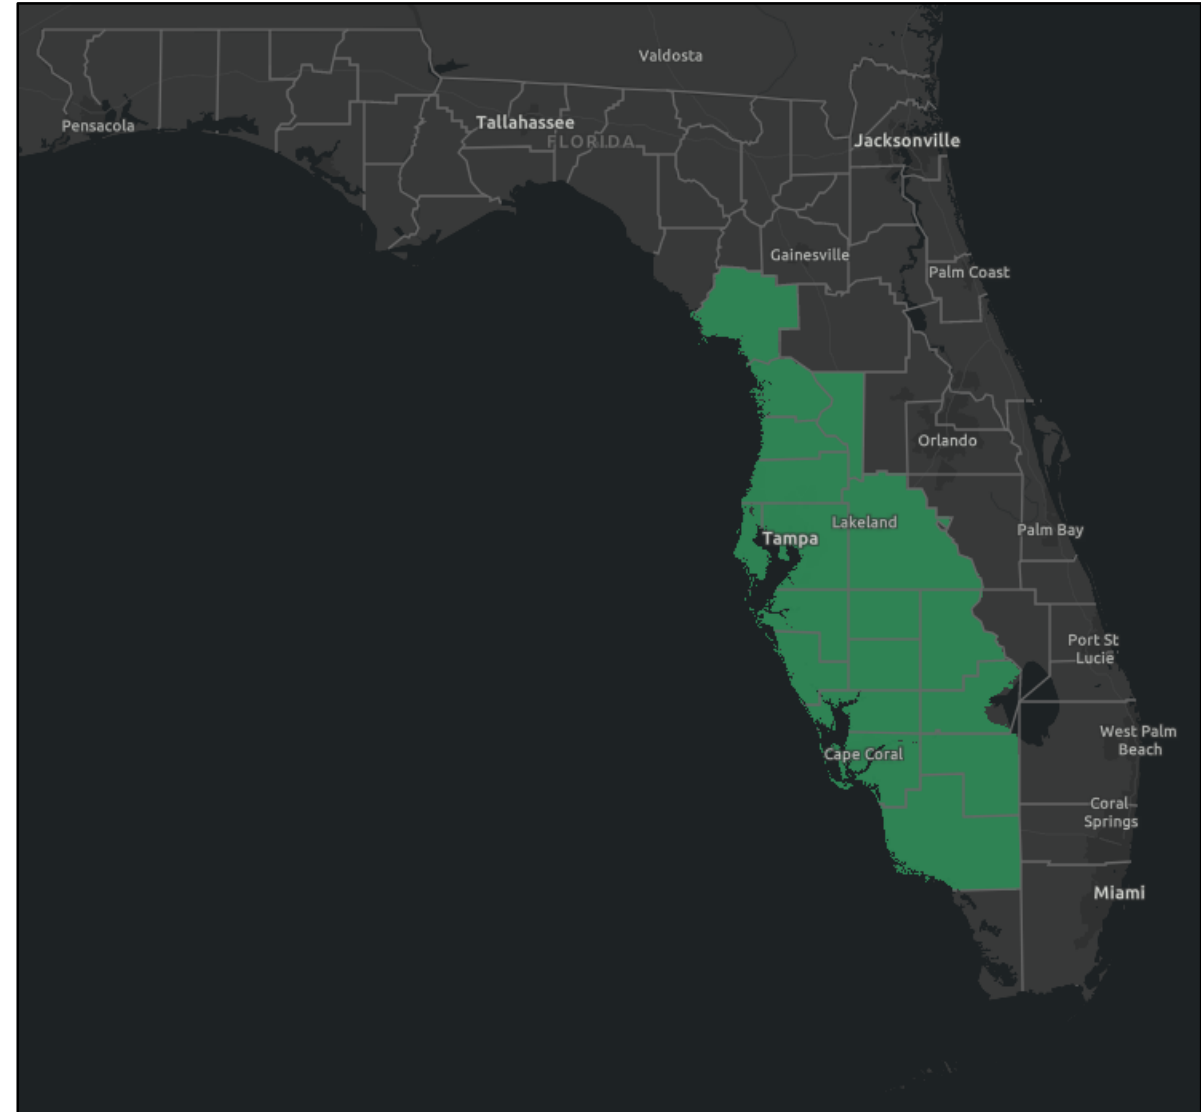 Valdosta
Pensacola
Tallahassee
FLORIDA
Jacksonville
Gainesville
Palm Coast
Orlando
Lakeland
Tampa
Palm Bay
Port St
Lucie
West Palm
Beach
Cape Coral
Coral
Springs
Miami